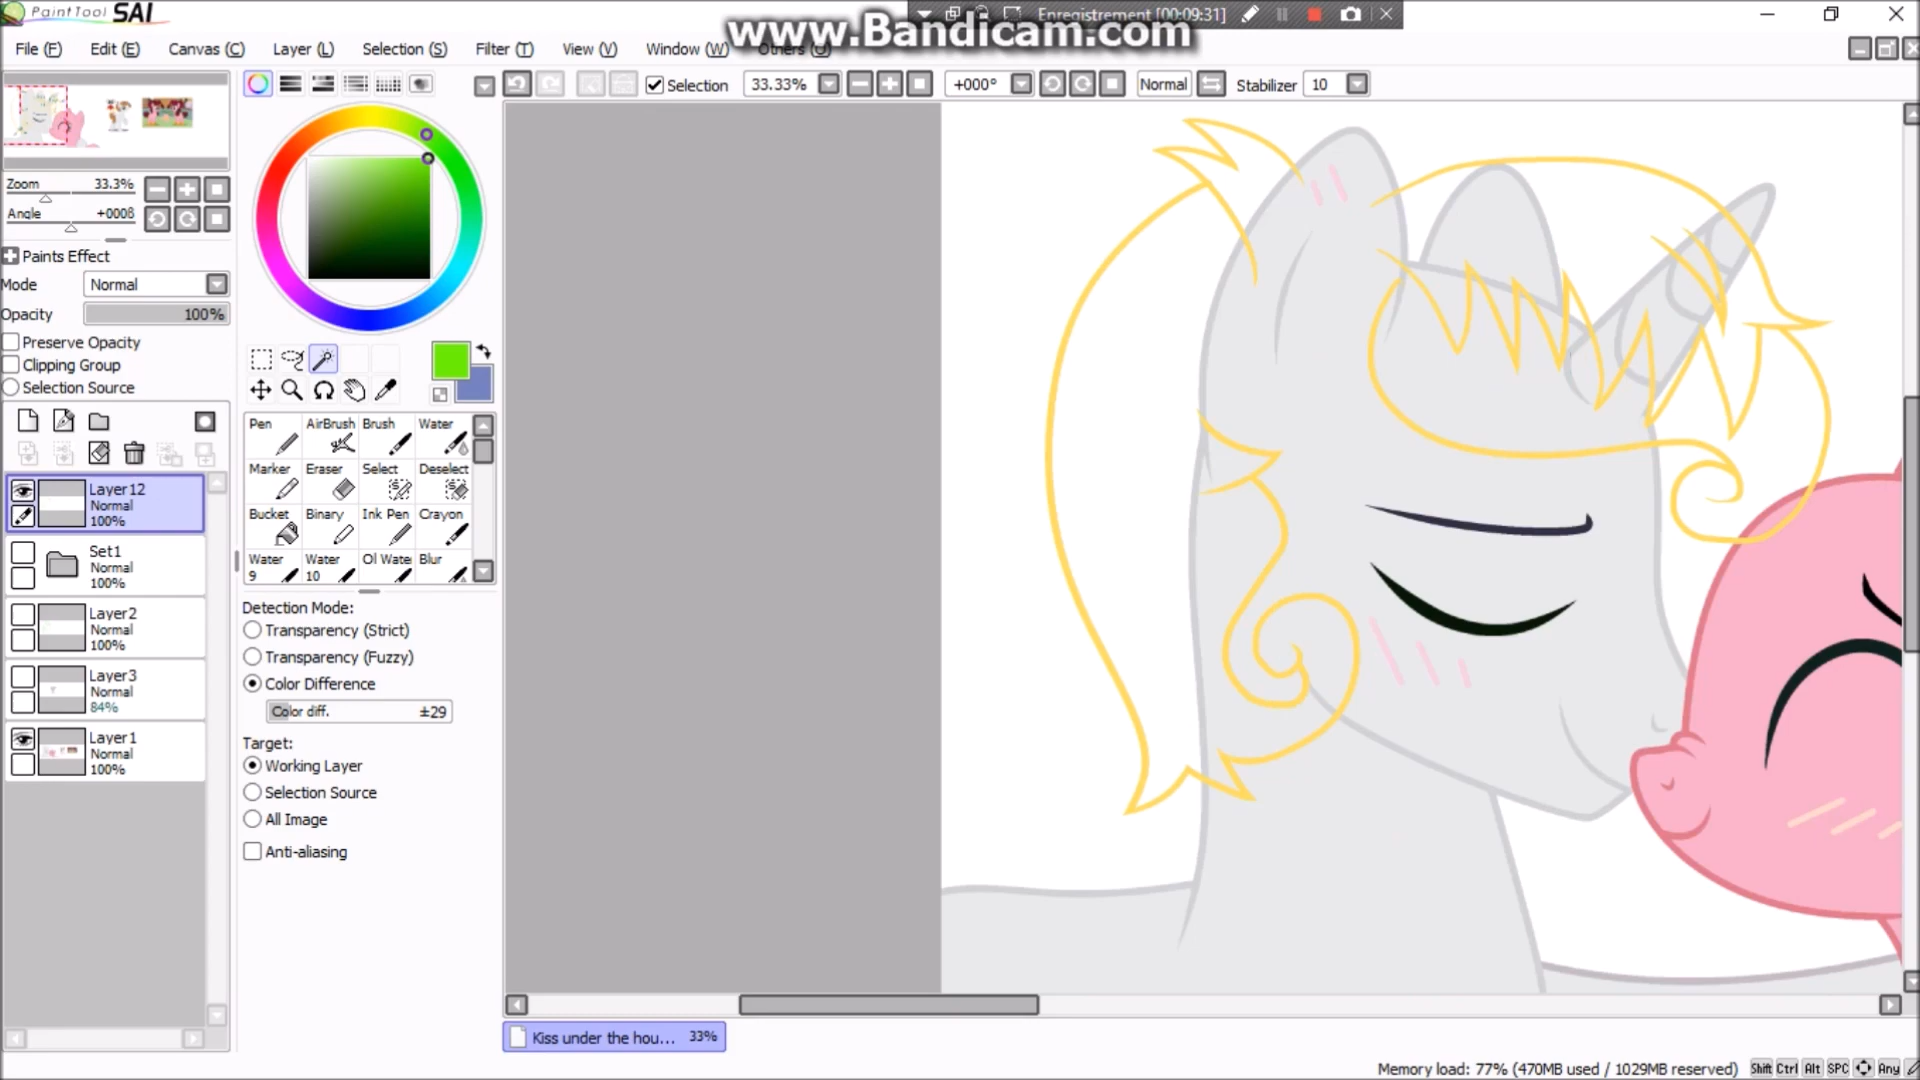 PaintTool SAI
Enregistrement [00:09:31]
www.Bandicam.com
File (F) Edit (E) Canvas (C) Layer (L) Selection (S) Filter (T) View (V) Window (W) Others (O)
Selection 33.33% +000° Normal Stabilizer 10
Zoom 33.3%
Angle +0008
Paints Effect
Mode Normal
Opacity 100%
Preserve Opacity
Clipping Group
Selection Source
Layer12
Normal
100%
Set1
Normal
100%
Layer2
Normal
100%
Layer3
Normal
84%
Layer1
Normal
100%
Pen AirBrush Brush Water
Marker Eraser Select Deselect
Bucket Binary Ink Pen Crayon
Water Water Ol Wate Blur
9 10
Detection Mode:
Transparency (Strict)
Transparency (Fuzzy)
Color Difference
Color diff. ±29
Target:
Working Layer
Selection Source
All Image
Anti-aliasing
Kiss under the hou... 33%
Memory load: 77% (470MB used / 1029MB reserved) Shift Ctrl Alt SPC Any